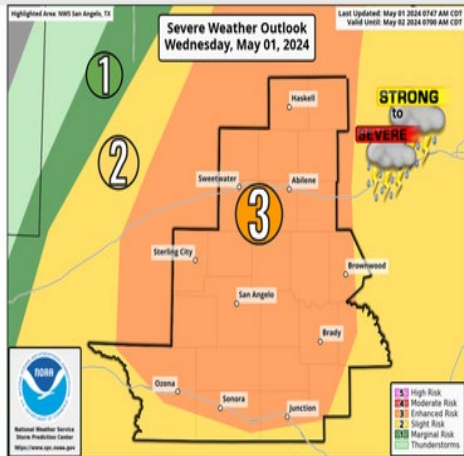 Highlighted Area: NWS San Angelo, TX
Severe Weather Outlook
Wednesday, May 01, 2024
Last Updated: May 01 2024 0747 AM CDT
Valid Until: May 02 2024 0700 AM CDT
1
2
3
STRONG
to
SEVERE
Haskell
Sweetwater
Abilene
Sterling City
Brownwood
San Angelo
Brady
Ozona
Sonora
Junction
NOAA
National Weather Service
Storm Prediction Center
https://www.spc.noaa.gov
5 High Risk
4 Moderate Risk
3 Enhanced Risk
2 Slight Risk
1 Marginal Risk
Thunderstorms